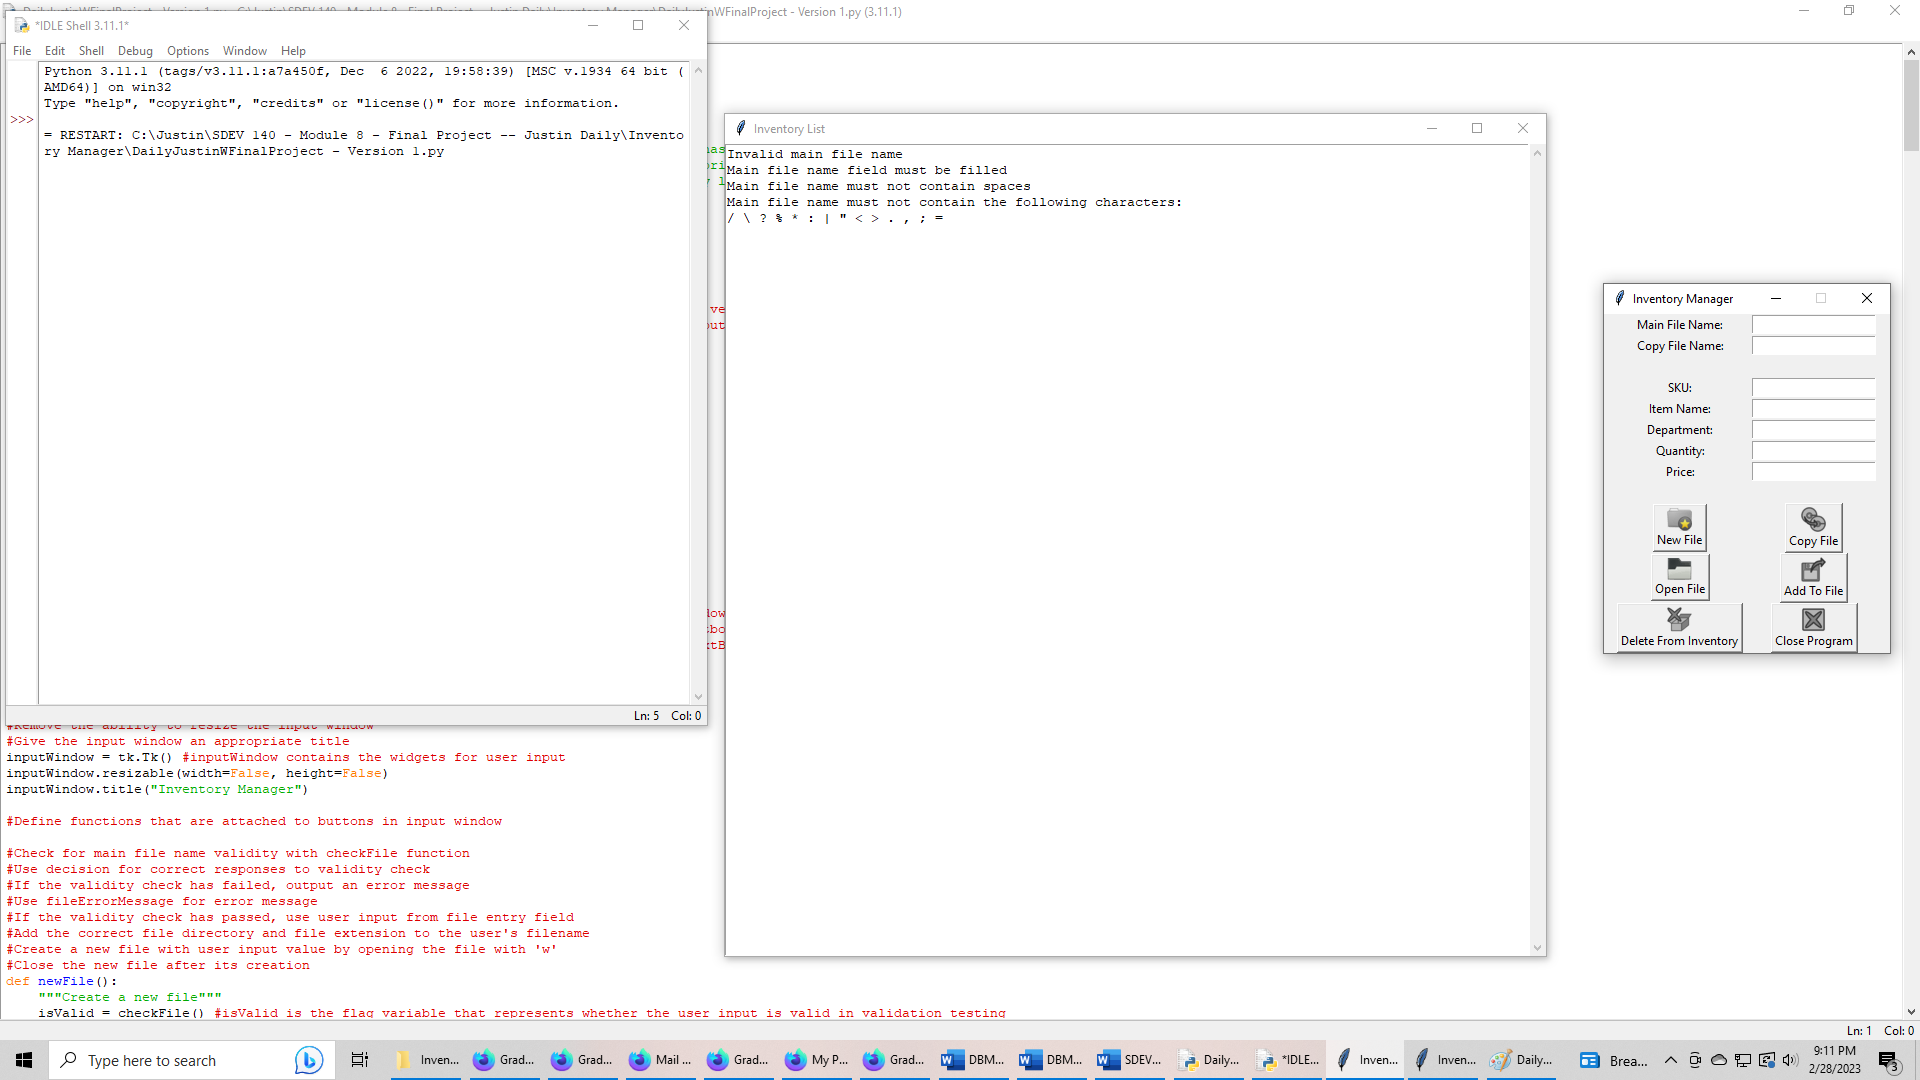 *IDLE Shell 3.11.1*
File Edit Shell Debug Options Window Help
Python 3.11.1 (tags/v3.11.1:a7a450f, Dec  6 2022, 19:58:39) [MSC v.1934 64 bit (
AMD64)] on win32
Type "help", "copyright", "credits" or "license()" for more information.
>>>
= RESTART: C:\Justin\SDEV 140 - Module 8 - Final Project -- Justin Daily\Invento
ry Manager\DailyJustinWFinalProject - Version 1.py
Ln: 5 Col: 0
WFinalProject - Version 1.py (3.11.1)
Inventory List
Invalid main file name
Main file name field must be filled
Main file name must not contain spaces
Main file name must not contain the following characters:
/ \ ? % * : | " < > . , ; =
Inventory Manager
Main File Name:
Copy File Name:
SKU:
Item Name:
Department:
Quantity:
Price:
New File
Copy File
Open File
Add To File
Delete From Inventory
Close Program
#Remove the ability to resize the input window
#Give the input window an appropriate title
inputWindow = tk.Tk() #inputWindow contains the widgets for user input
inputWindow.resizable(width=False, height=False)
inputWindow.title("Inventory Manager")
#Define functions that are attached to buttons in input window
#Check for main file name validity with checkFile function
#Use decision for correct responses to validity check
#If the validity check has failed, output an error message
#Use fileErrorMessage for error message
#If the validity check has passed, use user input from file entry field
#Add the correct file directory and file extension to the user's filename
#Create a new file with user input value by opening the file with 'w'
#Close the new file after its creation
def newFile():
"""Create a new file"""
isValid = checkFile() #isValid is the flag variable that represents whether the user input is valid in validation testing
Ln: 1 Col: 0
Type here to search
Inven... Grad... Grad... Mail ... Grad... My P... Grad... DBM... DBM... SDEV... Daily... *IDLE... Inven... Inven... Daily... Brea...
9:11 PM
2/28/2023
3